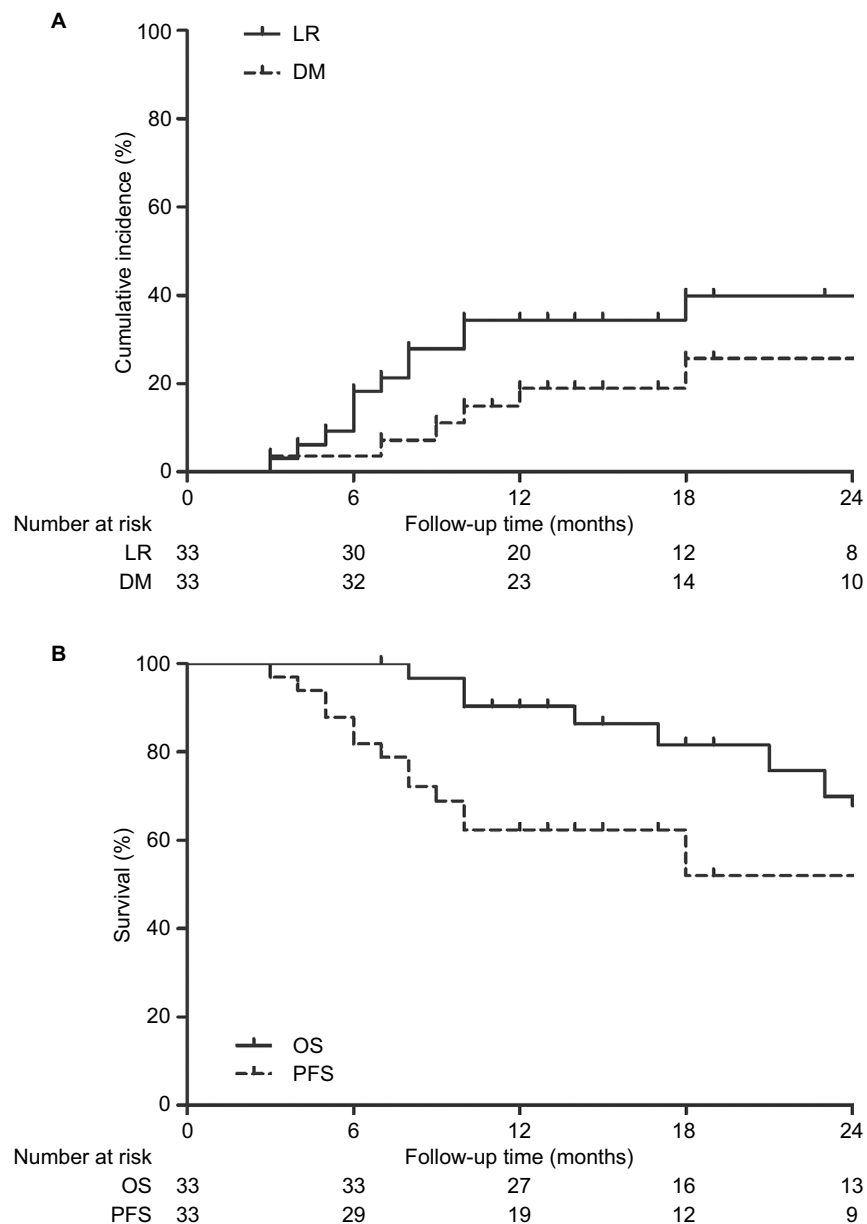 A
100
80
60
40
20
0
Cumulative incidence (%)
LR
DM
0 6 12 18 24
Number at risk Follow-up time (months)
LR 33 30 20 12 8
DM 33 32 23 14 10
B
100
80
60
40
20
0
Survival (%)
OS
PFS
0 6 12 18 24
Number at risk Follow-up time (months)
OS 33 33 27 16 13
PFS 33 29 19 12 9